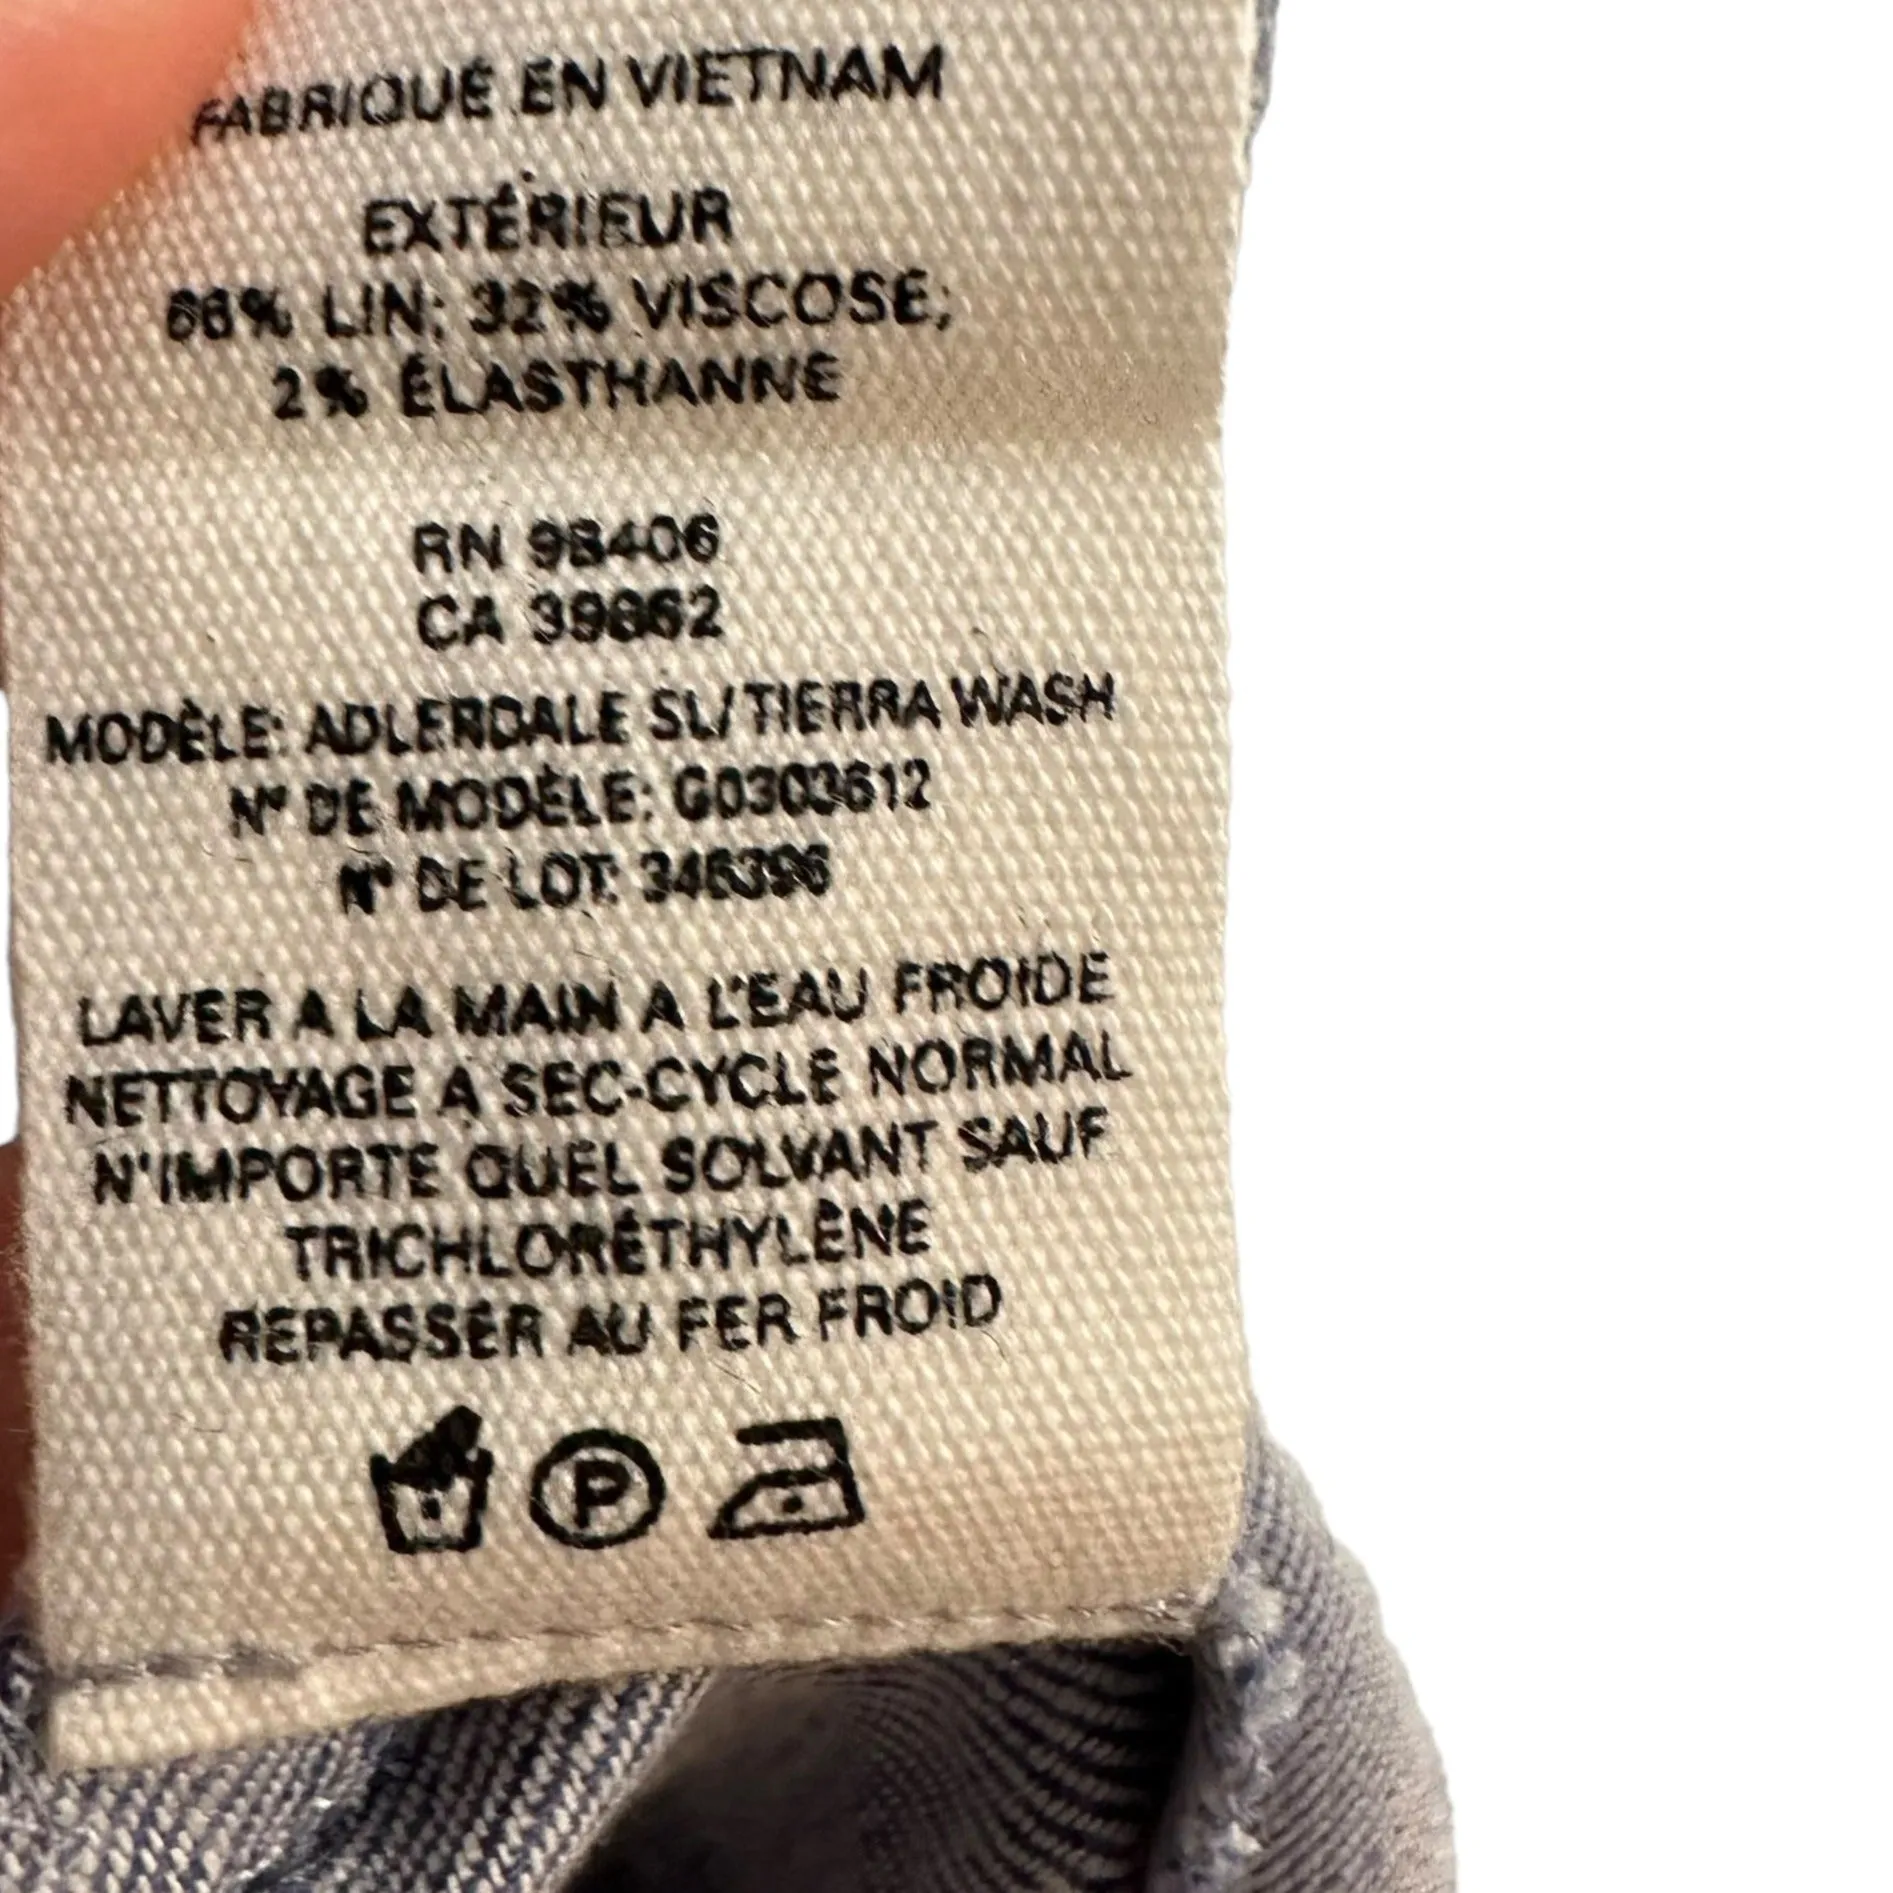 FABRIQUÉ EN VIETNAM
EXTÉRIEUR
66% LIN; 32% VISCOSE;
2% ÉLASTHANNE
RN 98406
CA 39862
MODÈLE: ADLERDALE SL/TIERRA WASH
N° DE MODÈLE: G0303612
N° DE LOT:
LAVER A LA MAIN A L'EAU FROIDE
NETTOYAGE A SEC-CYCLE NORMAL
N'IMPORTE QUEL SOLVANT SAUF
TRICHLORÉTHYLÈNE
REPASSER AU FER FROID
P